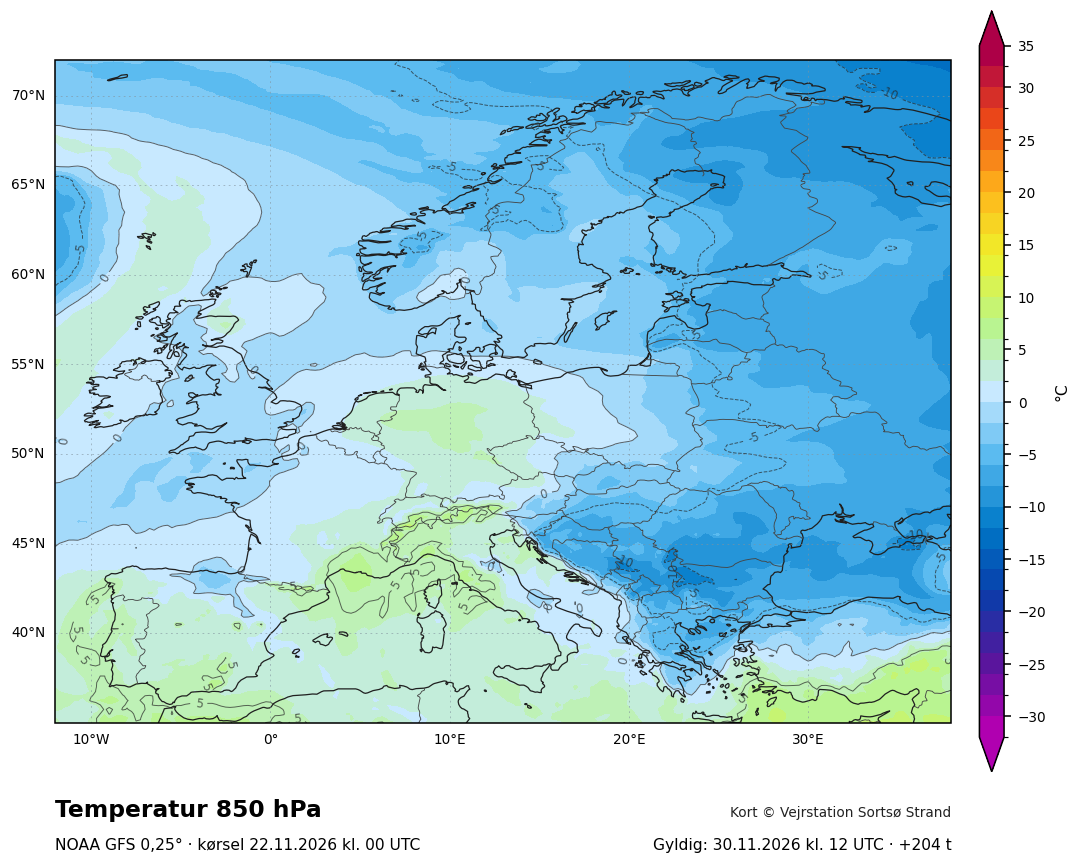 70°N
65°N
60°N
55°N
50°N
45°N
40°N
10°W
0°
10°E
20°E
30°E
35
30
25
20
15
10
5
0
−5
−10
−15
−20
−25
−30
°C
Temperatur 850 hPa
Kort © Vejrstation Sortsø Strand
NOAA GFS 0,25° · kørsel 22.11.2026 kl. 00 UTC
Gyldig: 30.11.2026 kl. 12 UTC · +204 t